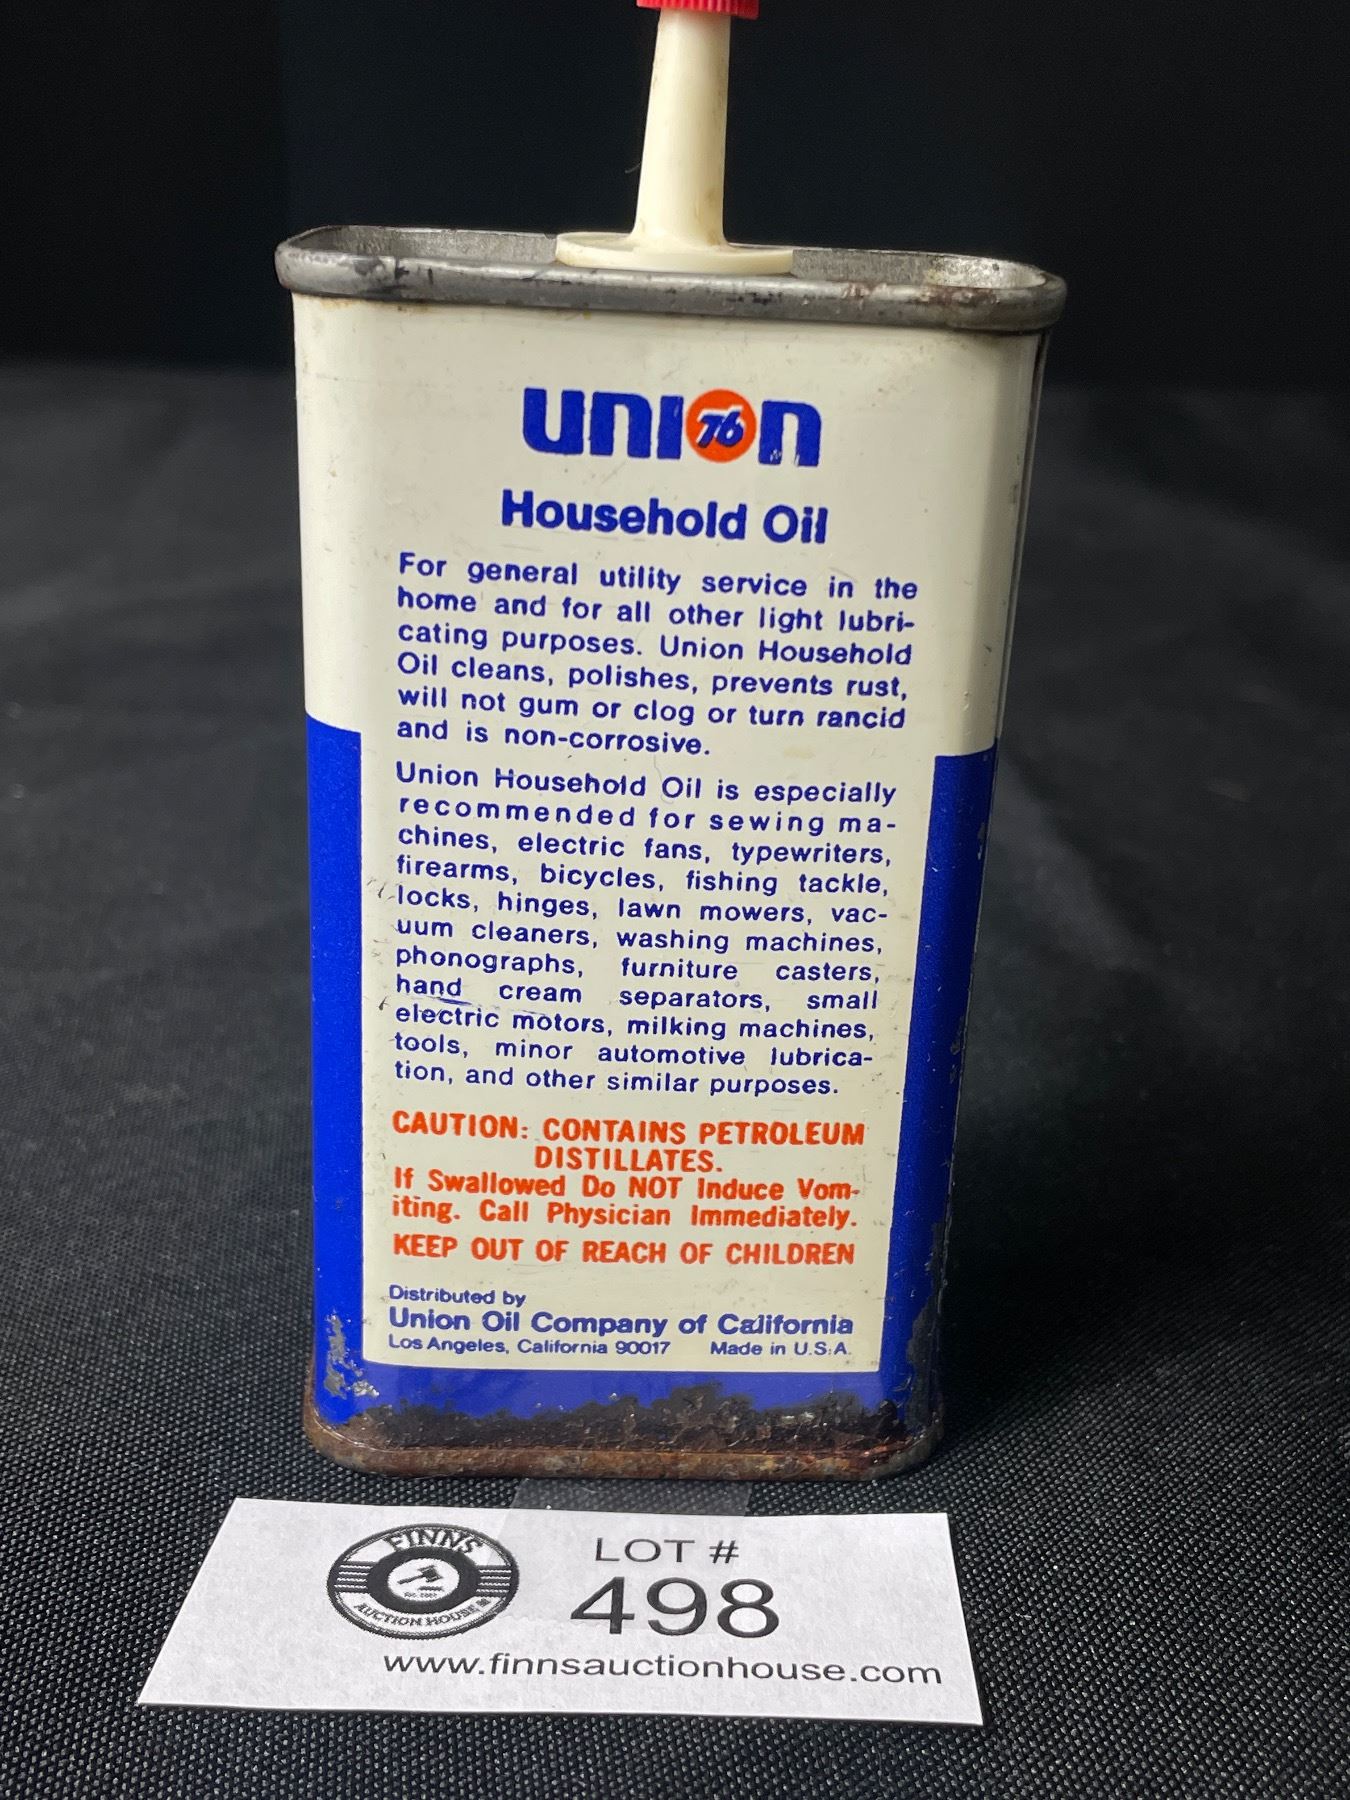 union
76
Household Oil
For general utility service in the
home and for all other light lubri-
cating purposes. Union Household
Oil cleans, polishes, prevents rust,
will not gum or clog or turn rancid
and is non-corrosive.
Union Household Oil is especially
recommended for sewing ma-
chines, electric fans, typewriters,
firearms, bicycles, fishing tackle,
locks, hinges, lawn mowers, vac-
uum cleaners, washing machines,
phonographs, furniture casters,
hand cream separators, small
electric motors, milking machines,
tools, minor automotive lubrica-
tion, and other similar purposes.
CAUTION: CONTAINS PETROLEUM
DISTILLATES.
If Swallowed Do NOT Induce Vom-
iting. Call Physician Immediately.
KEEP OUT OF REACH OF CHILDREN
Distributed by
Union Oil Company of California
Los Angeles, California 90017 Made in U.S.A.
FINNS
AUCTION HOUSE
LOT #
498
www.finnsauctionhouse.com